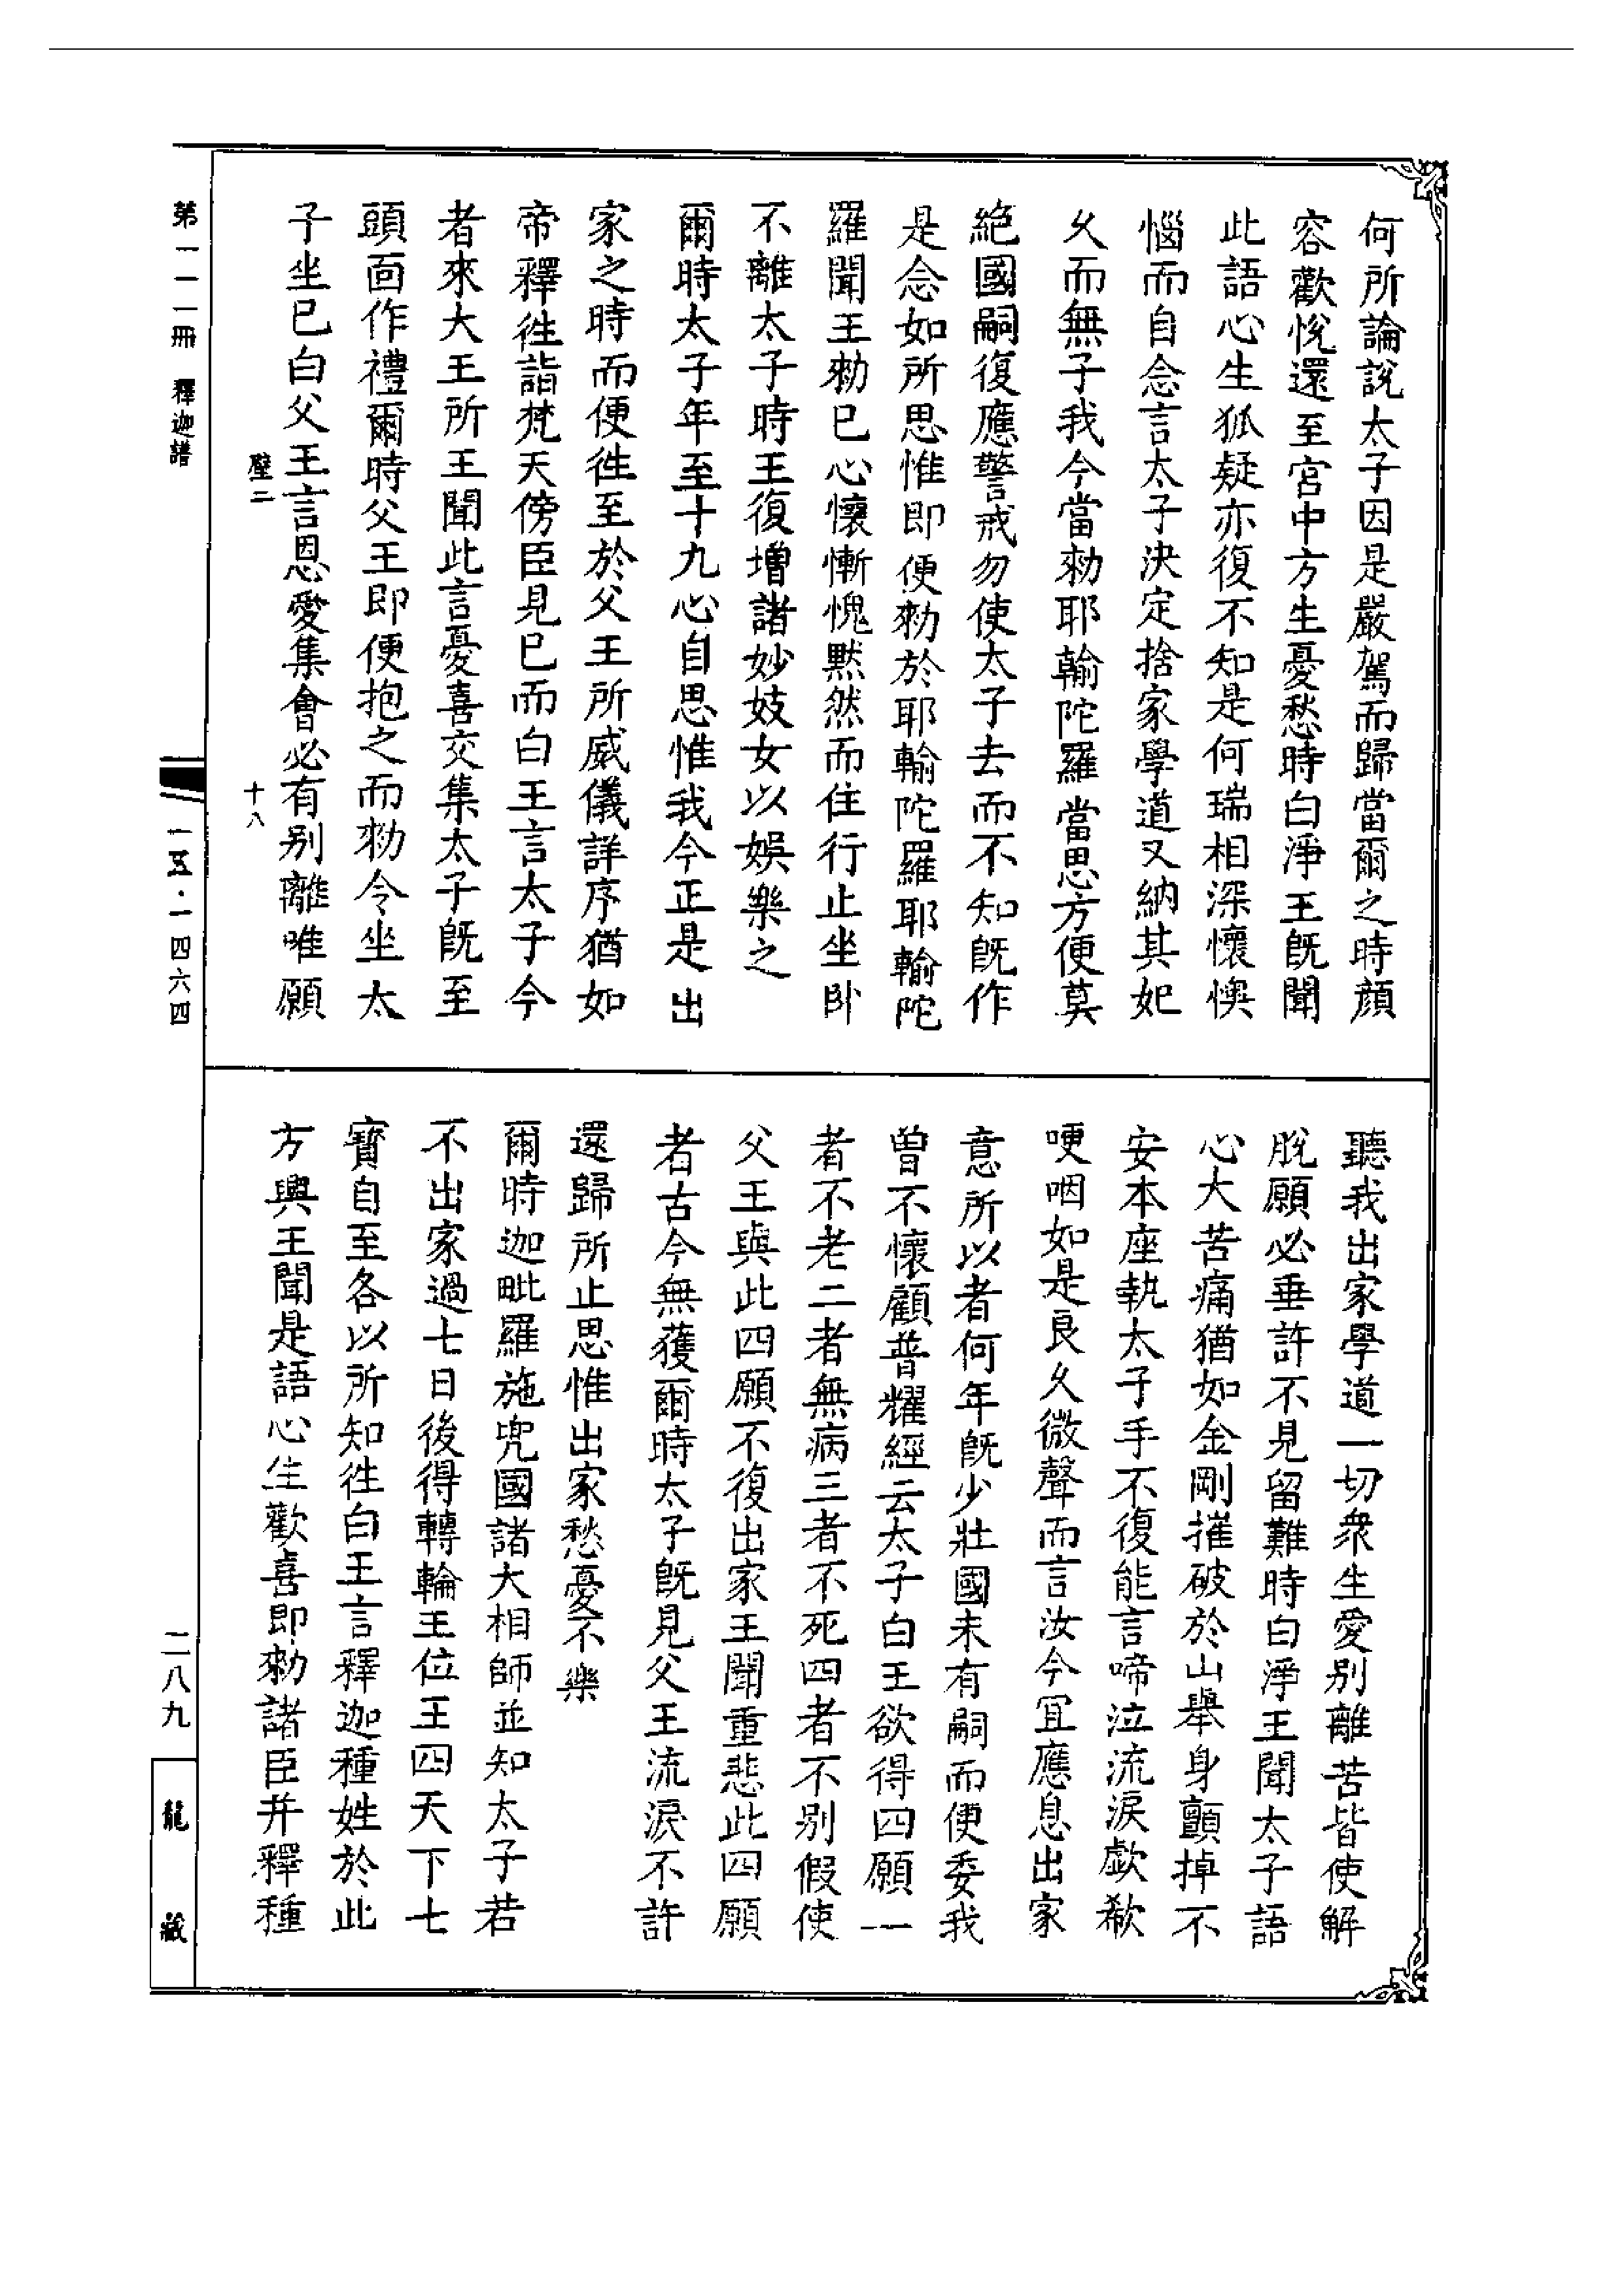 何所論說太子因是嚴駕而歸當爾之時顏
容歡悅還至宮中方生憂愁時白淨王旣聞
此語心生狐疑亦復不知是何瑞相深懷懊
惱而自念言太子決定捨家學道又納其妃
乆而無子我今當勑耶輸陀羅當思方便莫
絕國嗣復應警戒勿使太子去而不知旣作
是念如所思惟即便勑於耶輸陀羅耶輸陀
羅聞王勑已心懷慚愧黙然而住行止坐卧
不離太子時王復增諸妙妓女以娛樂之
爾時太子年至十九心自思惟我今正是出
家之時而便徃至於父王所威儀詳序猶如
帝釋徃詣梵天傍臣見已而白王言太子今
者來大王所王聞此言憂喜交集太子旣至
頭面作禮爾時父王即便抱之而勑令坐太
子坐已白父王言恩愛集會必有别離唯願
聽我出家學道一切衆生愛别離苦皆使解
脫願必垂許不見留難時白淨王聞太子語
心大苦痛猶如金剛摧破於山舉身顫掉不
安本座執太子手不復能言啼泣流淚歔欷
哽咽如是良乆微聲而言汝今宜應息出家
意所以者何年旣少壯國未有嗣而便委我
曾不懷顧普耀經云太子白王欲得四願一
者不老二者無病三者不死四者不别假使
父王與此四願不復出家王聞重悲此四願
者古今無獲爾時太子旣見父王流淚不許
還歸所止思惟出家愁憂不樂
爾時迦毗羅施兜國諸大相師並知太子若
不出家過七日後得轉輪王位王四天下七
寶自至各以所知徃白王言釋迦種姓於此
方興王聞是語心生歡喜即勑諸臣并釋種
壁二
十八
第一一一冊 釋迦譜
一五·一四六四
二八九
龍藏